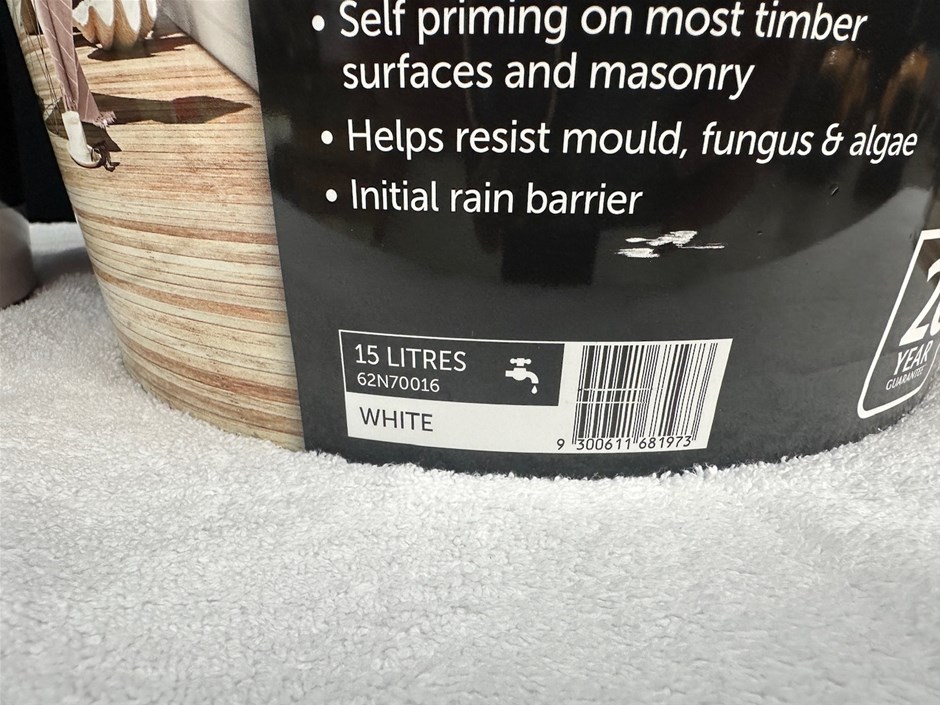 • Self priming on most timber
surfaces and masonry
• Helps resist mould, fungus & algae
• Initial rain barrier
15 LITRES
62N70016
WHITE
9 300611 681973
YEAR
GUARANTEE